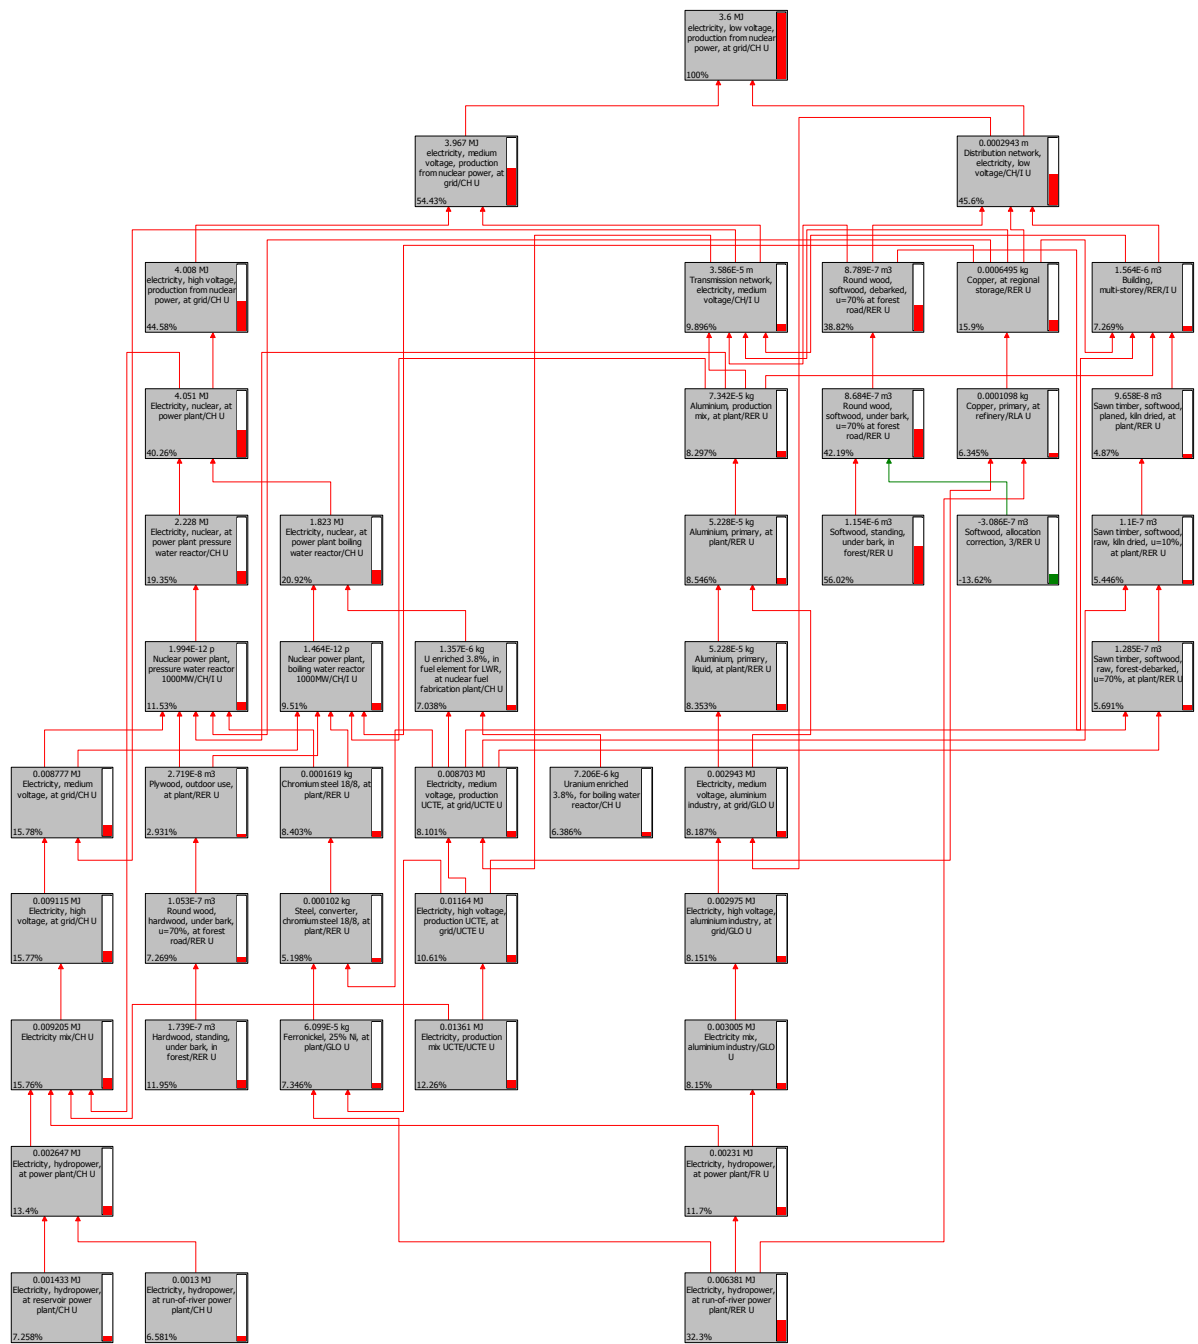 3.6 MJ
electricity, low voltage,
production from nuclear
power, at grid/CH U
100%
3.967 MJ
electricity, medium
voltage, production
from nuclear power, at
grid/CH U
54.43%
0.0002943 m
Distribution network,
electricity, low
voltage/CH/I U
45.6%
4.008 MJ
electricity, high voltage,
production from nuclear
power, at grid/CH U
44.58%
3.586E-5 m
Transmission network,
electricity, medium
voltage/CH/I U
9.896%
8.789E-7 m3
Round wood,
softwood, debarked,
u=70% at forest
road/RER U
38.82%
0.0006495 kg
Copper, at regional
storage/RER U
15.9%
1.564E-6 m3
Building,
multi-storey/RER/I U
7.269%
4.051 MJ
Electricity, nuclear, at
power plant/CH U
40.26%
7.342E-5 kg
Aluminium, production
mix, at plant/RER U
8.297%
8.684E-7 m3
Round wood,
softwood, under bark,
u=70% at forest
road/RER U
42.19%
0.0001098 kg
Copper, primary, at
refinery/RLA U
6.345%
9.658E-8 m3
Sawn timber, softwood,
planed, kiln dried, at
plant/RER U
4.87%
2.228 MJ
Electricity, nuclear, at
power plant pressure
water reactor/CH U
19.35%
1.823 MJ
Electricity, nuclear, at
power plant boiling
water reactor/CH U
20.92%
5.228E-5 kg
Aluminium, primary, at
plant/RER U
8.546%
1.154E-6 m3
Softwood, standing,
under bark, in
forest/RER U
56.02%
-3.086E-7 m3
Softwood, allocation
correction, 3/RER U
-13.62%
1.1E-7 m3
Sawn timber, softwood,
raw, kiln dried, u=10%,
at plant/RER U
5.446%
1.994E-12 p
Nuclear power plant,
pressure water reactor
1000MW/CH/I U
11.53%
1.464E-12 p
Nuclear power plant,
boiling water reactor
1000MW/CH/I U
9.51%
1.357E-6 kg
U enriched 3.8%, in
fuel element for LWR,
at nuclear fuel
fabrication plant/CH U
7.038%
5.228E-5 kg
Aluminium, primary,
liquid, at plant/RER U
8.353%
1.285E-7 m3
Sawn timber, softwood,
raw, forest-debarked,
u=70%, at plant/RER U
5.691%
0.008777 MJ
Electricity, medium
voltage, at grid/CH U
15.78%
2.719E-8 m3
Plywood, outdoor use,
at plant/RER U
2.931%
0.0001619 kg
Chromium steel 18/8, at
plant/RER U
8.403%
0.008703 MJ
Electricity, medium
voltage, production
UCTE, at grid/UCTE U
8.101%
7.206E-6 kg
Uranium enriched
3.8%, for boiling water
reactor/CH U
6.386%
0.002943 MJ
Electricity, medium
voltage, aluminium
industry, at grid/GLO U
8.187%
0.009115 MJ
Electricity, high
voltage, at grid/CH U
15.77%
1.053E-7 m3
Round wood,
hardwood, under bark,
u=70%, at forest
road/RER U
7.269%
0.000102 kg
Steel, converter,
chromium steel 18/8, at
plant/RER U
5.198%
0.01164 MJ
Electricity, high voltage,
production UCTE, at
grid/UCTE U
10.61%
0.002975 MJ
Electricity, high voltage,
aluminium industry, at
grid/GLO U
8.151%
0.009205 MJ
Electricity mix/CH U
15.76%
1.739E-7 m3
Hardwood, standing,
under bark, in
forest/RER U
11.95%
6.099E-5 kg
Ferronickel, 25% Ni, at
plant/GLO U
7.346%
0.01361 MJ
Electricity, production
mix UCTE/UCTE U
12.26%
0.003005 MJ
Electricity mix,
aluminium industry/GLO
U
8.15%
0.002647 MJ
Electricity, hydropower,
at power plant/CH U
13.4%
0.00231 MJ
Electricity, hydropower,
at power plant/FR U
11.7%
0.001433 MJ
Electricity, hydropower,
at reservoir power
plant/CH U
7.258%
0.0013 MJ
Electricity, hydropower,
at run-of-river power
plant/CH U
6.581%
0.006381 MJ
Electricity, hydropower,
at run-of-river power
plant/RER U
32.3%